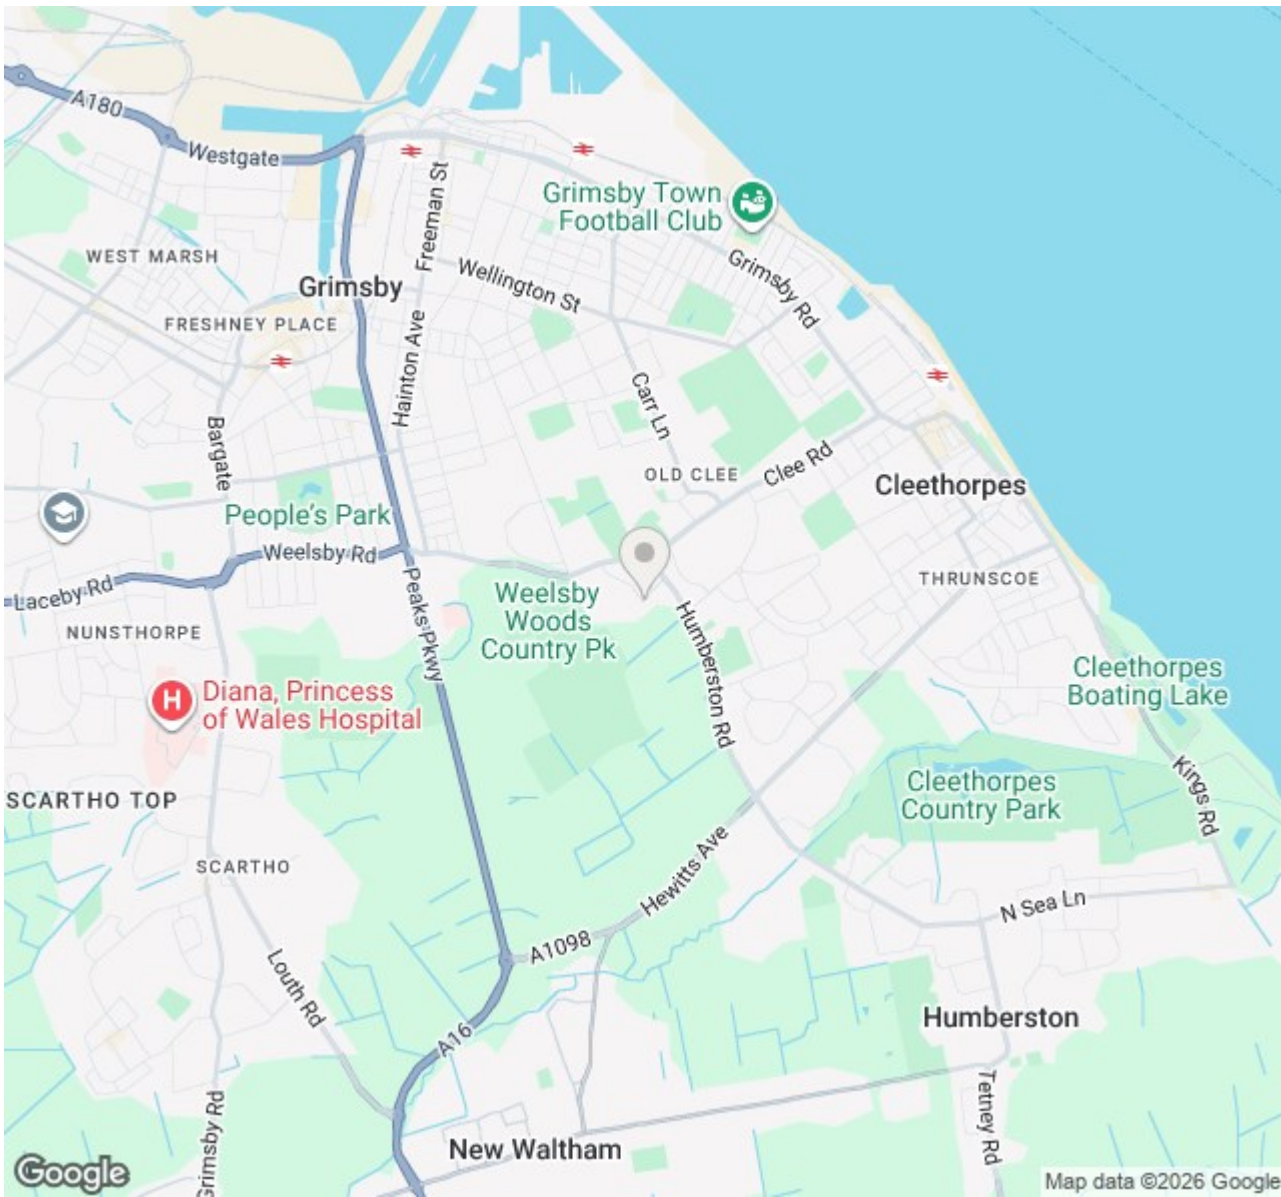 A180
Westgate
Freeman St
Grimsby Town
Football Club
WEST MARSH
Wellington St
Grimsby Rd
Grimsby
FRESHNEY PLACE
Hainton Ave
Carr Ln
Bargate
OLD CLEE
Clee Rd
Cleethorpes
People's Park
Weelsby Rd
Laceby Rd
Peaks Pkwy
Weelsby
Woods
Country Pk
THRUNSCOE
NUNSTHORPE
Humberston Rd
Diana, Princess
of Wales Hospital
H
Cleethorpes
Boating Lake
SCARTHO TOP
Cleethorpes
Country Park
Kings Rd
SCARTHO
Hewitts Ave
N Sea Ln
A1098
Louth Rd
Humberston
A16
Tetney Rd
Grimsby Rd
New Waltham
Google
Map data ©2026 Google